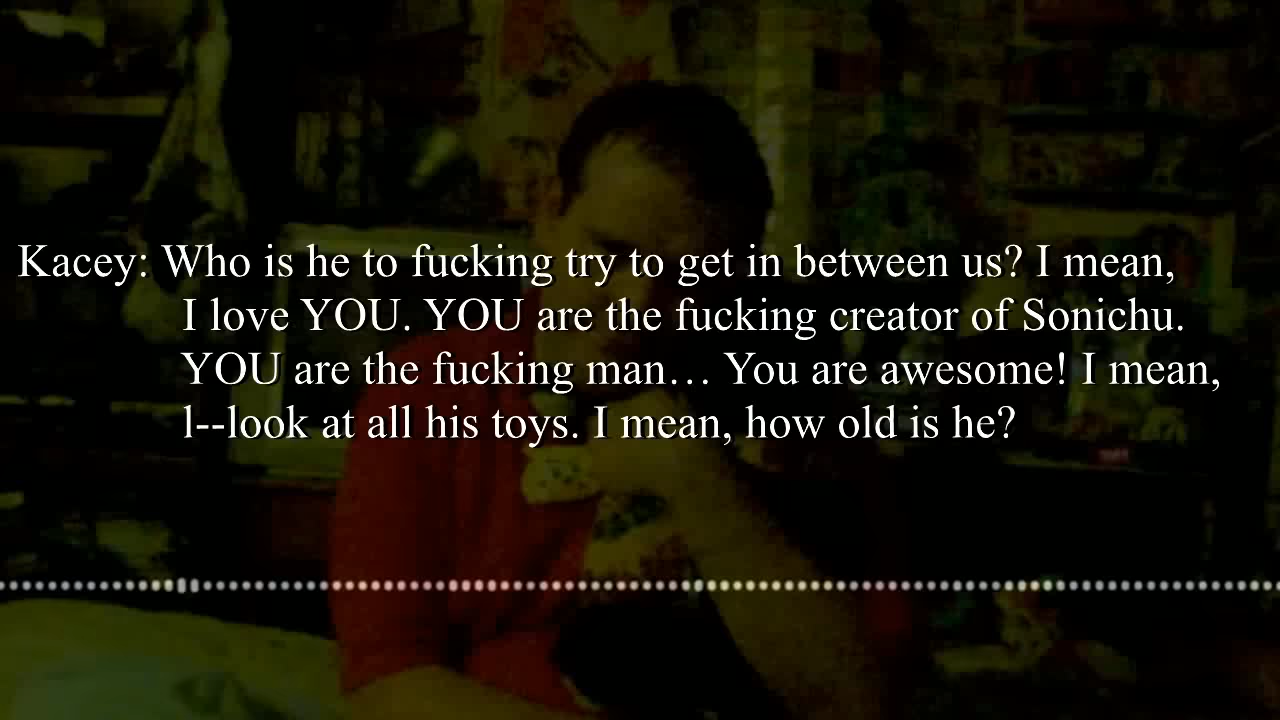 Kacey: Who is he to fucking try to get in between us? I mean,
I love YOU. YOU are the fucking creator of Sonichu.
YOU are the fucking man… You are awesome! I mean,
l--look at all his toys. I mean, how old is he?